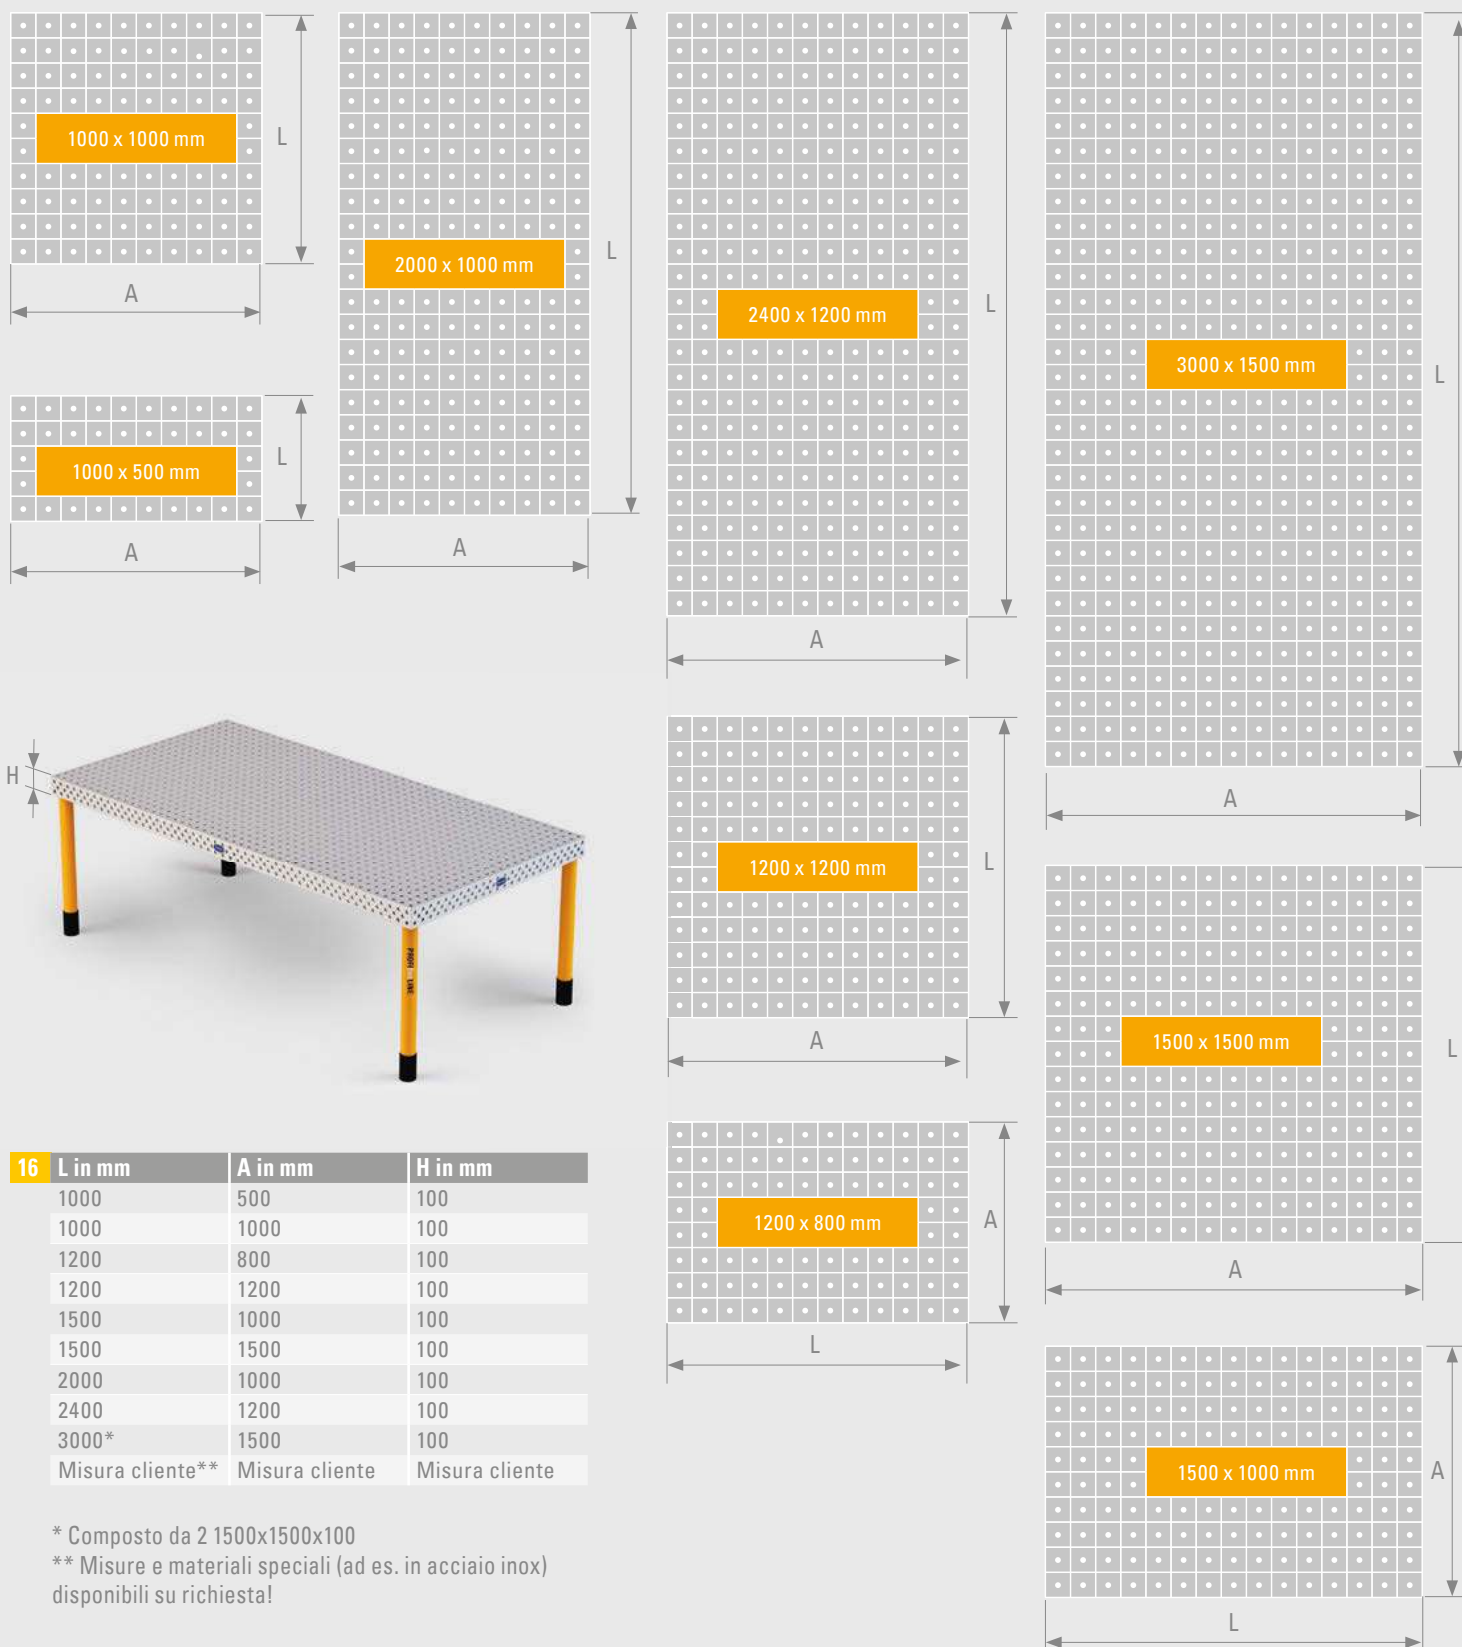 1000 x 1000 mm
L
A
1000 x 500 mm
L
A
2000 x 1000 mm
L
A
2400 x 1200 mm
L
A
3000 x 1500 mm
L
A
1200 x 1200 mm
L
A
1500 x 1500 mm
L
A
1200 x 800 mm
A
L
1500 x 1000 mm
A
L
H
PROFI LINE
16 L in mm A in mm H in mm
1000 500 100
1000 1000 100
1200 800 100
1200 1200 100
1500 1000 100
1500 1500 100
2000 1000 100
2400 1200 100
3000* 1500 100
Misura cliente** Misura cliente Misura cliente
* Composto da 2 1500x1500x100
** Misure e materiali speciali (ad es. in acciaio inox)
disponibili su richiesta!